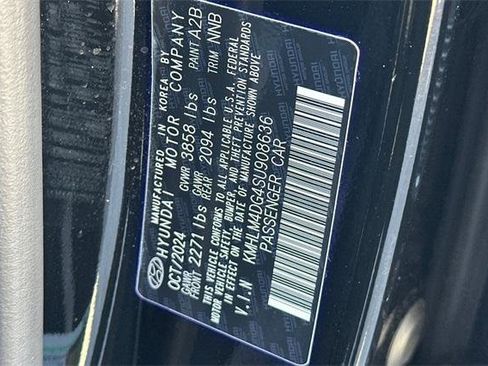 MANUFACTURED IN KOREA BY
HYUNDAI MOTOR COMPANY
OCT/2024 GVWR 3858 lbs PAINT A2B
GAWR FRONT 2271 lbs GAWR REAR 2094 lbs TRIM NNB
THIS VEHICLE CONFORMS TO ALL APPLICABLE U.S.A. FEDERAL
MOTOR VEHICLE SAFETY, BUMPER, AND THEFT PREVENTION STANDARDS
IN EFFECT ON THE DATE OF MANUFACTURE SHOWN ABOVE
V.I.N KMHLM4DG4SU908636
PASSENGER CAR